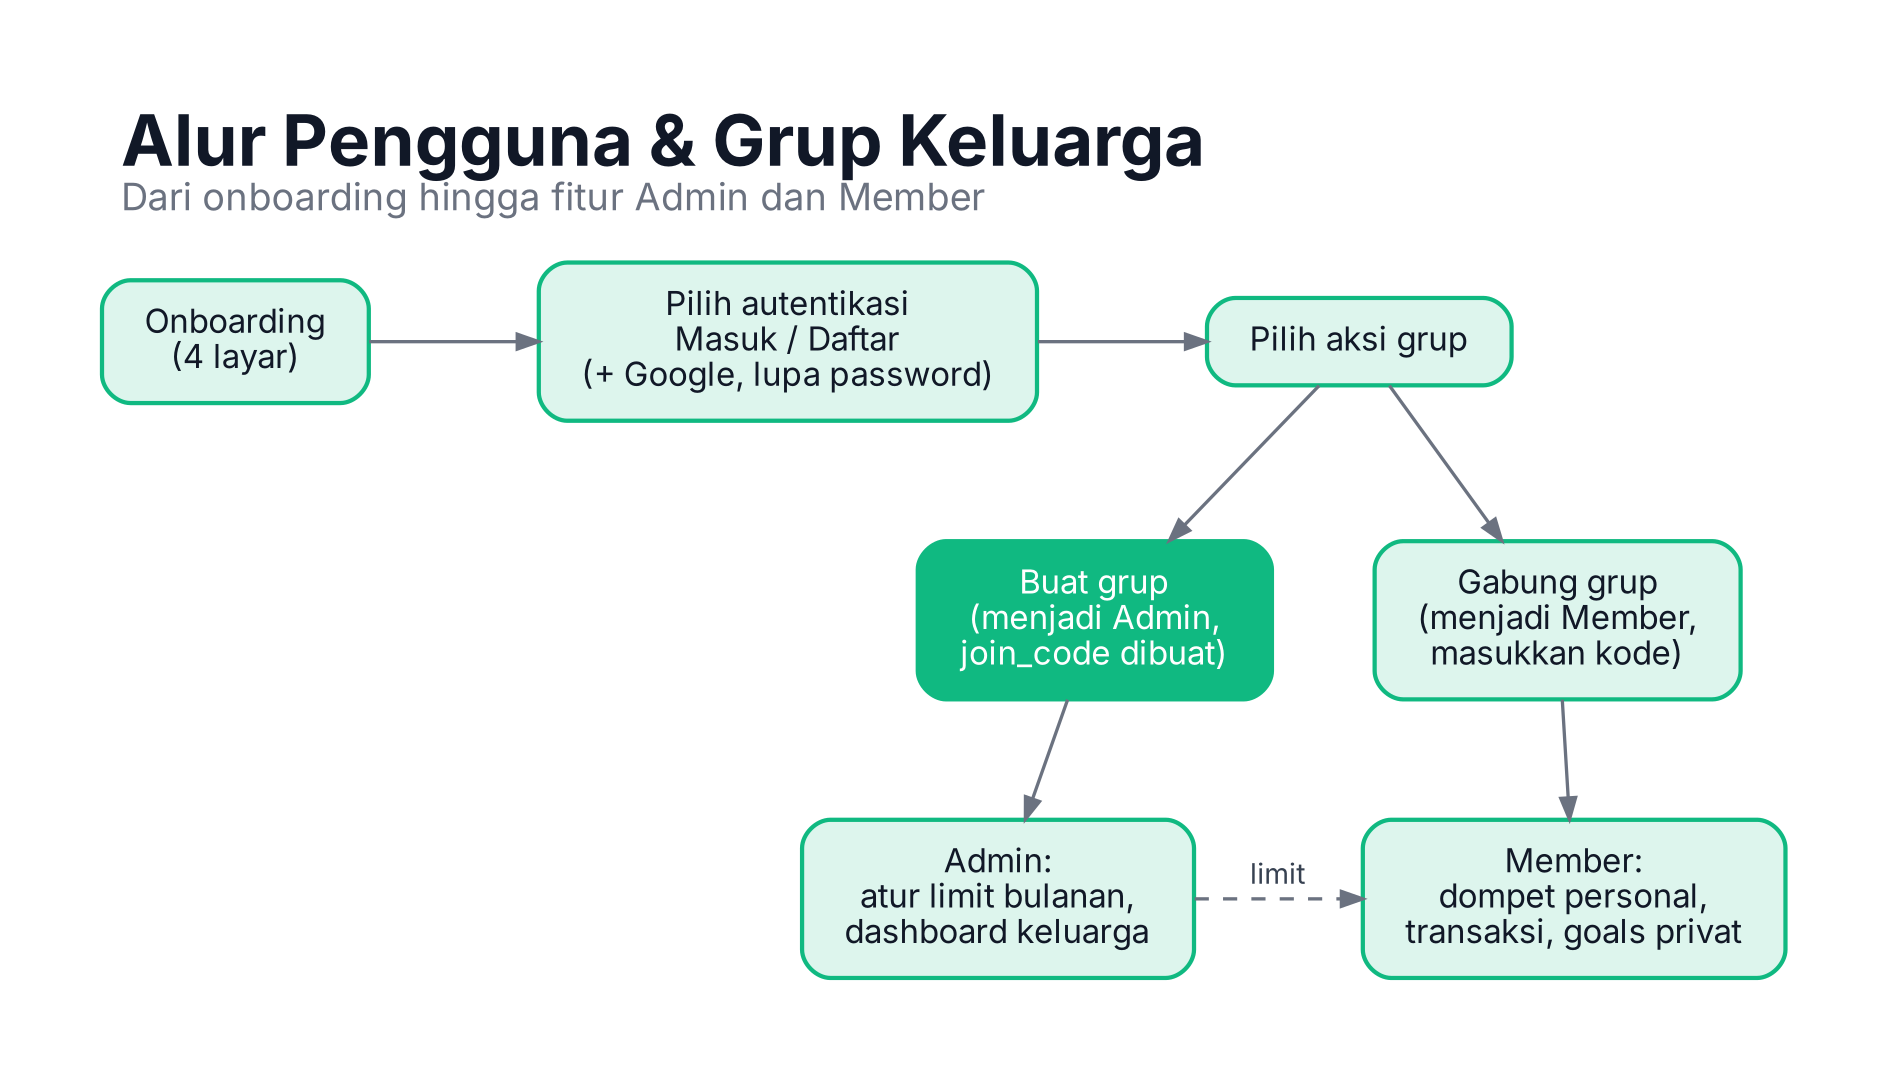 Alur Pengguna & Grup Keluarga
Dari onboarding hingga fitur Admin dan Member
Onboarding
(4 layar)
Pilih autentikasi
Masuk / Daftar
(+ Google, lupa password)
Pilih aksi grup
Buat grup
(menjadi Admin,
join_code dibuat)
Gabung grup
(menjadi Member,
masukkan kode)
Admin:
atur limit bulanan,
dashboard keluarga
limit
Member:
dompet personal,
transaksi, goals privat